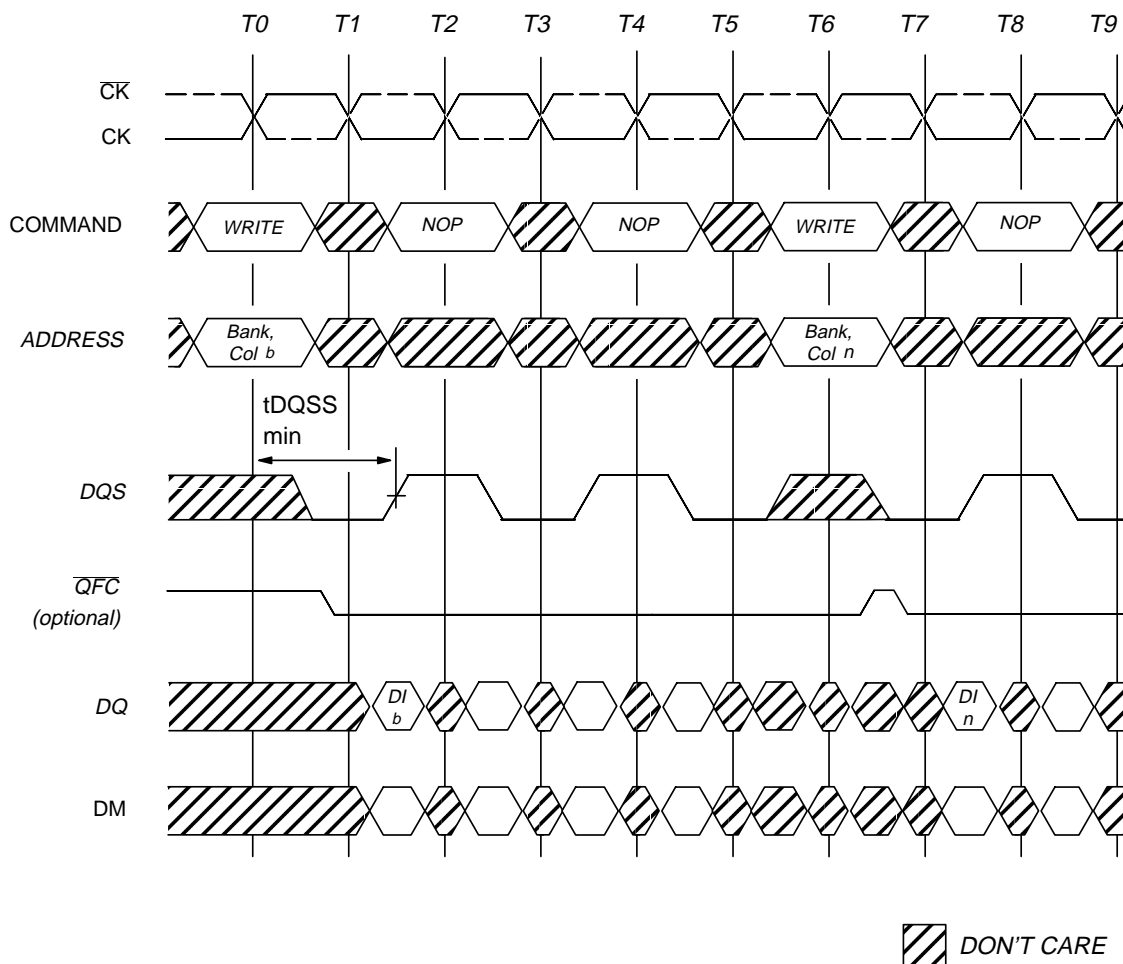 T0 T1 T2 T3 T4 T5 T6 T7 T8 T9
CK
CK
COMMAND
WRITE NOP NOP WRITE NOP
ADDRESS
Bank,
Col b
Bank,
Col n
tDQSS
min
DQS
QFC
(optional)
DQ
DI
b
DI
n
DM
DON'T CARE